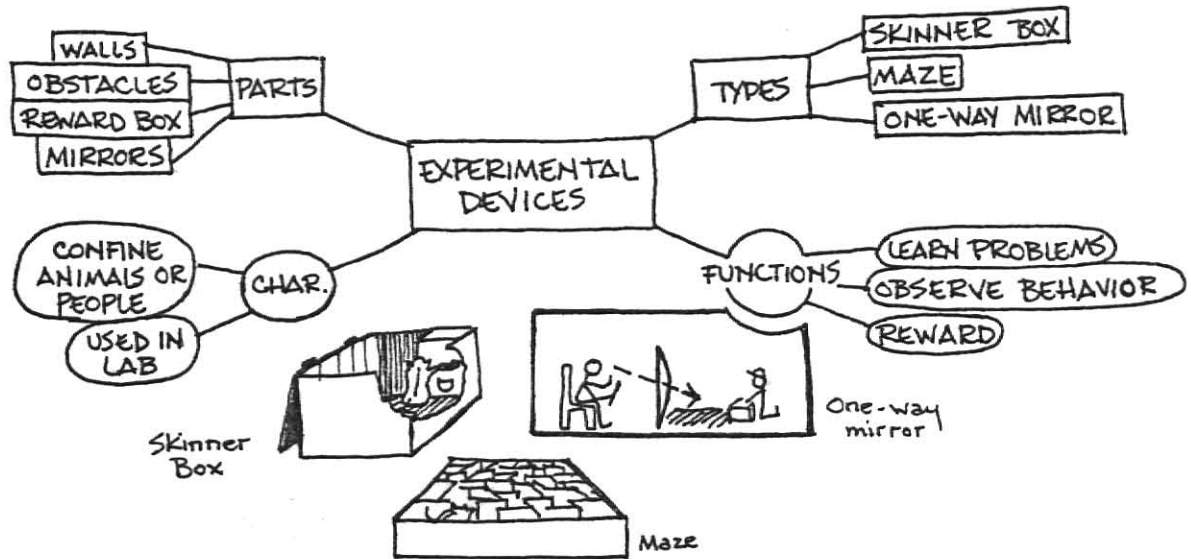 WALLS
OBSTACLES
REWARD BOX
MIRRORS
PARTS
EXPERIMENTAL
DEVICES
TYPES
SKINNER BOX
MAZE
ONE-WAY MIRROR
CONFINE
ANIMALS OR
PEOPLE
USED IN
LAB
CHAR.
FUNCTIONS
LEARN PROBLEMS
OBSERVE BEHAVIOR
REWARD
Skinner
Box
One-way
mirror
Maze